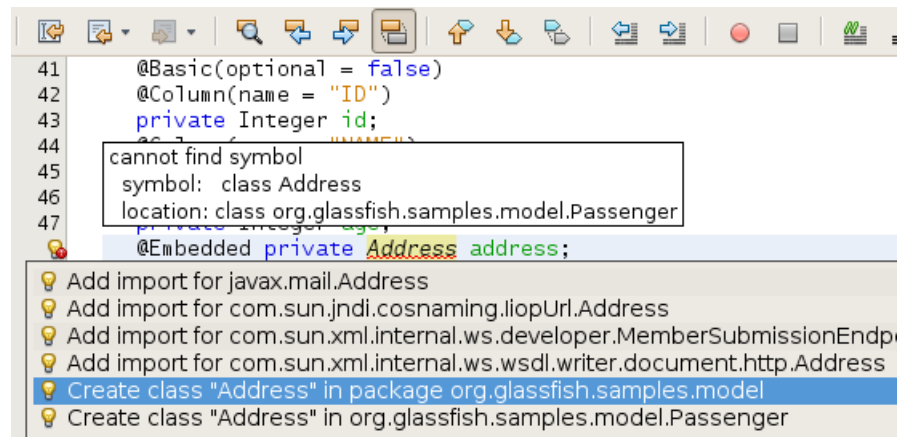 41 @Basic(optional = false)
42 @Column(name = "ID")
43 private Integer id;
44
cannot find symbol
45 symbol: class Address
46 location: class org.glassfish.samples.model.Passenger
47 private Integer age;
@Embedded private Address address;
Add import for javax.mail.Address
Add import for com.sun.jndi.cosnaming.IiopUrl.Address
Add import for com.sun.xml.internal.ws.developer.MemberSubmissionEndp
Add import for com.sun.xml.internal.ws.wsdl.writer.document.http.Address
Create class "Address" in package org.glassfish.samples.model
Create class "Address" in org.glassfish.samples.model.Passenger